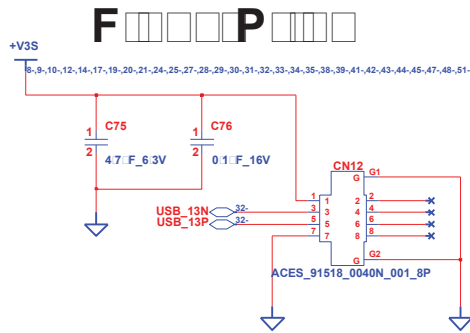 +V3S
8-,9-,10-,12-,14-,17-,19-,20-,21-,24-,25-,27-,28-,29-,30-,31-,32-,33-,34-,35-,38-,39-,41-,42-,43-,44-,45-,47-,48-,51-
1 C75
2
1 C76
2
CN12
G G1
1 1 2 2
USB_13N 32- 3 3 4 4
USB_13P 32- 5 5 6 6
7 7 8 8
G G2
ACES_91518_0040N_001_8P